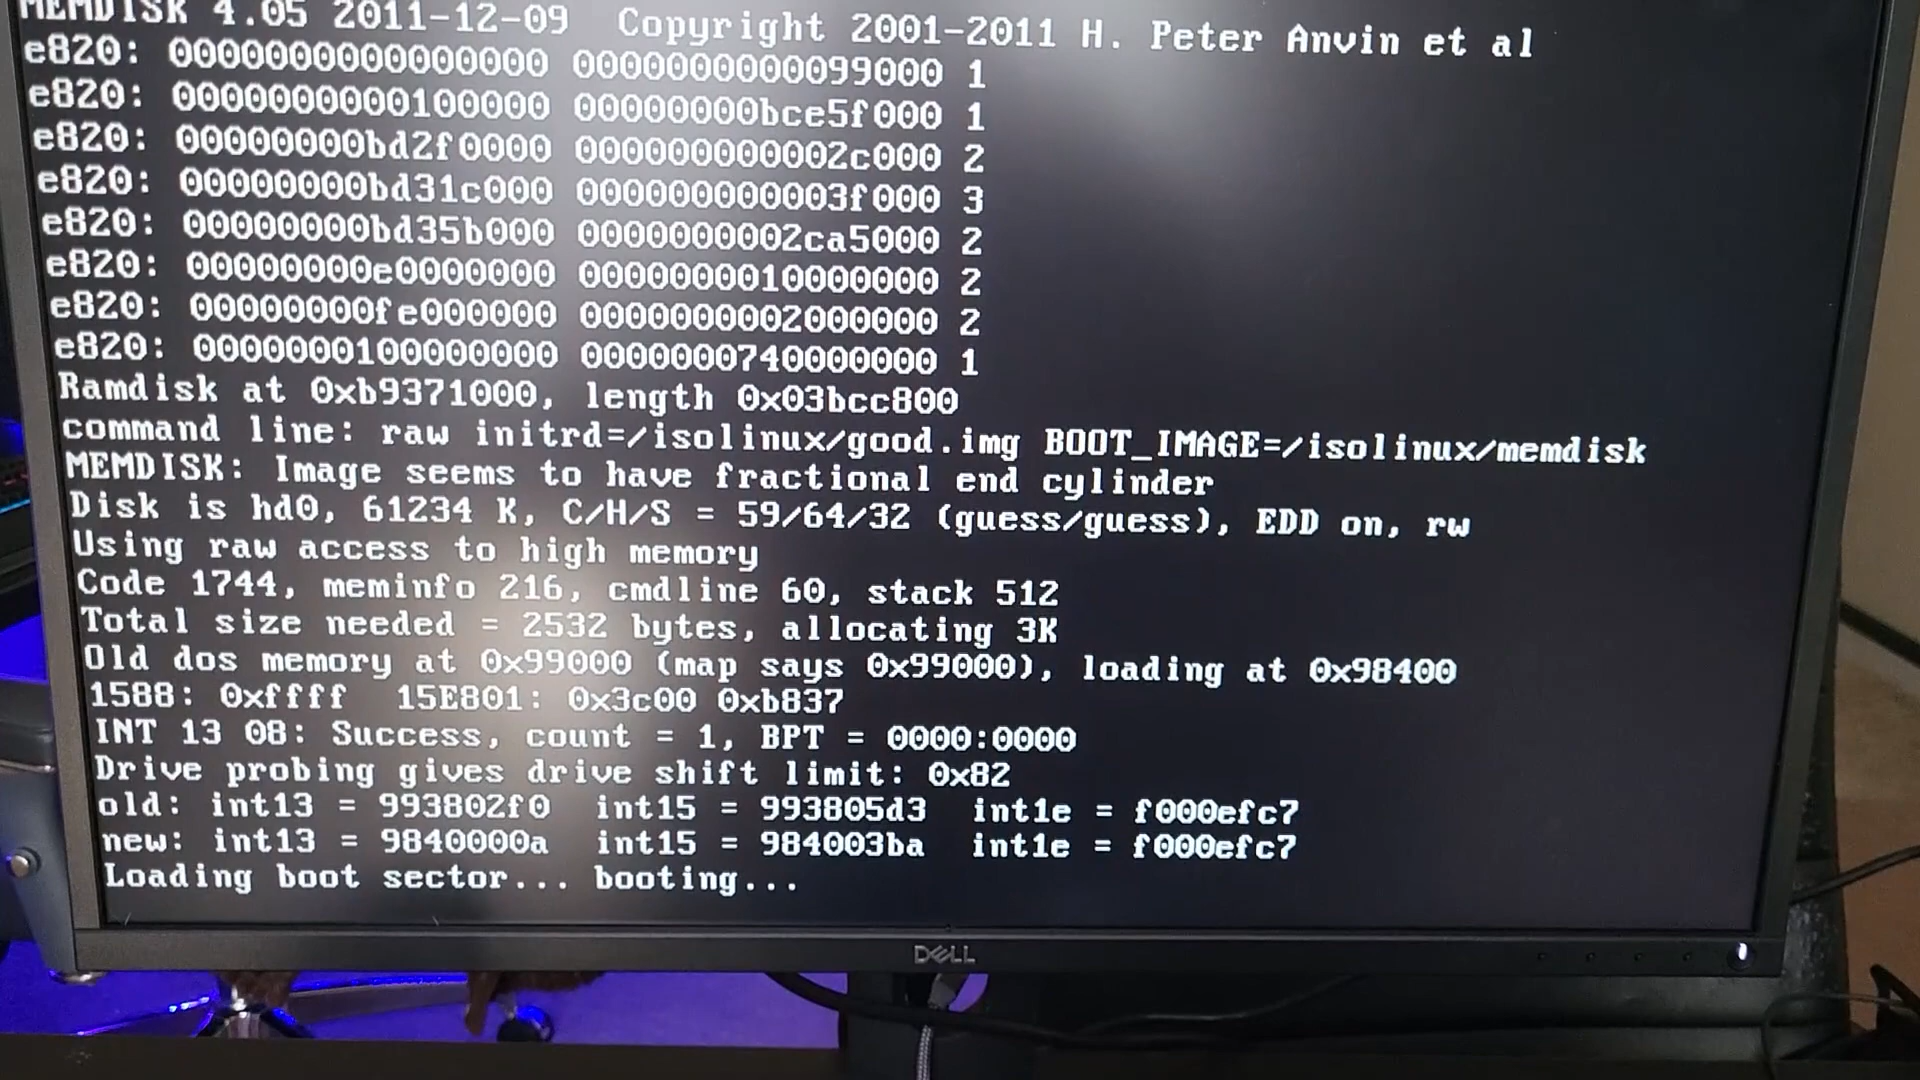 MEMDISK 4.05 2011-12-09 Copyright 2001-2011 H. Peter Anvin et al
e820: 0000000000000000 0000000000099000 1
e820: 0000000000100000 00000000bce5f000 1
e820: 00000000bd2f0000 000000000002c000 2
e820: 00000000bd31c000 000000000003f000 3
e820: 00000000bd35b000 0000000002ca5000 2
e820: 00000000e0000000 0000000010000000 2
e820: 00000000fe000000 0000000002000000 2
e820: 0000000100000000 0000000740000000 1
Ramdisk at 0xb9371000, length 0x03bcc800
command line: raw initrd=/isolinux/good.img BOOT_IMAGE=/isolinux/memdisk
MEMDISK: Image seems to have fractional end cylinder
Disk is hd0, 61234 K, C/H/S = 59/64/32 (guess/guess), EDD on, rw
Using raw access to high memory
Code 1744, meminfo 216, cmdline 60, stack 512
Total size needed = 2532 bytes, allocating 3K
Old dos memory at 0x99000 (map says 0x99000), loading at 0x98400
1588: 0xffff 15E801: 0x3c00 0xb837
INT 13 08: Success, count = 1, BPT = 0000:0000
Drive probing gives drive shift limit: 0x82
old: int13 = 993802f0 int15 = 993805d3 int1e = f000efc7
new: int13 = 9840000a int15 = 984003ba int1e = f000efc7
Loading boot sector... booting...
DELL